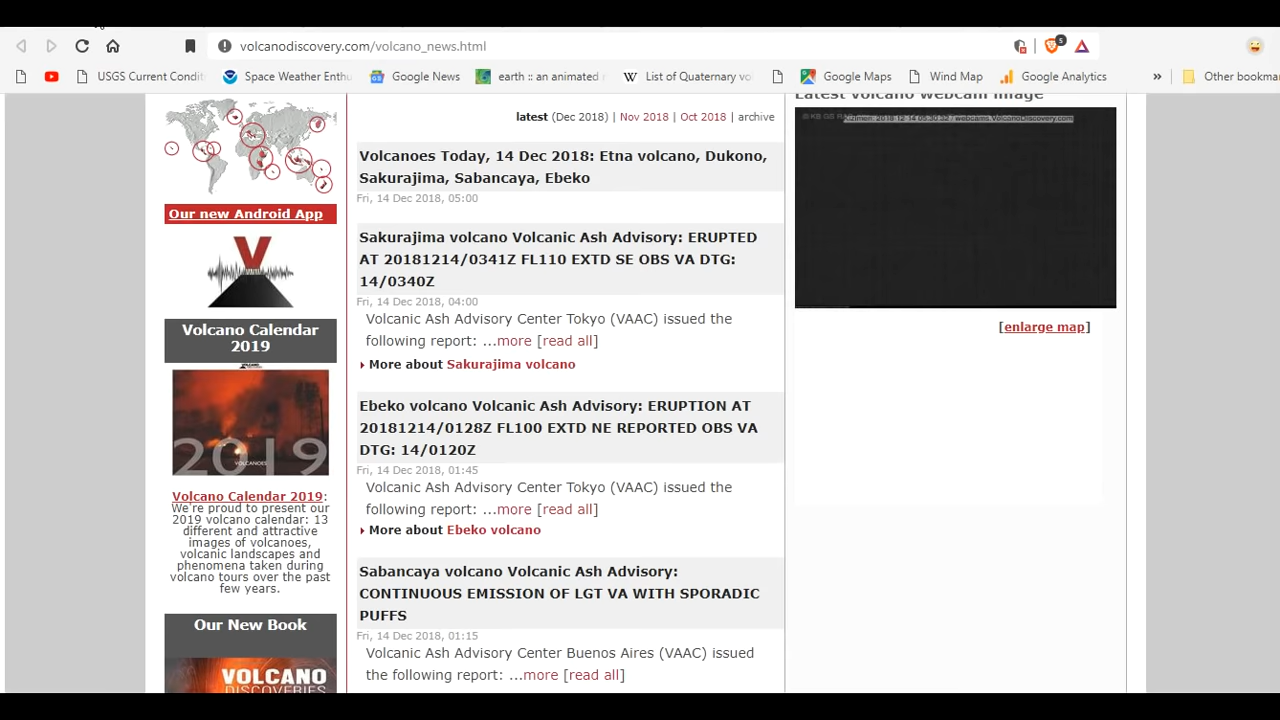 volcanodiscovery.com/volcano_news.html
5
USGS Current Condit
Space Weather Enthu
Google News
earth :: an animated
List of Quaternary vo
Google Maps
Wind Map
Google Analytics
»
Other bookmar
Our new Android App
Volcano Calendar
2019
2019
VOLCANOES
Volcano Calendar 2019:
We're proud to present our
2019 volcano calendar: 13
different and attractive
images of volcanoes,
volcanic landscapes and
phenomena taken during
volcano tours over the past
few years.
Our New Book
VOLCANO
DISCOVERIES
latest (Dec 2018) | Nov 2018 | Oct 2018 | archive
Volcanoes Today, 14 Dec 2018: Etna volcano, Dukono,
Sakurajima, Sabancaya, Ebeko
Fri, 14 Dec 2018, 05:00
Sakurajima volcano Volcanic Ash Advisory: ERUPTED
AT 20181214/0341Z FL110 EXTD SE OBS VA DTG:
14/0340Z
Fri, 14 Dec 2018, 04:00
Volcanic Ash Advisory Center Tokyo (VAAC) issued the
following report: ...more [read all]
More about Sakurajima volcano
Ebeko volcano Volcanic Ash Advisory: ERUPTION AT
20181214/0128Z FL100 EXTD NE REPORTED OBS VA
DTG: 14/0120Z
Fri, 14 Dec 2018, 01:45
Volcanic Ash Advisory Center Tokyo (VAAC) issued the
following report: ...more [read all]
More about Ebeko volcano
Sabancaya volcano Volcanic Ash Advisory:
CONTINUOUS EMISSION OF LGT VA WITH SPORADIC
PUFFS
Fri, 14 Dec 2018, 01:15
Volcanic Ash Advisory Center Buenos Aires (VAAC) issued
the following report: ...more [read all]
Latest volcano webcam image
webcams.VolcanoDiscovery.com
[enlarge map]